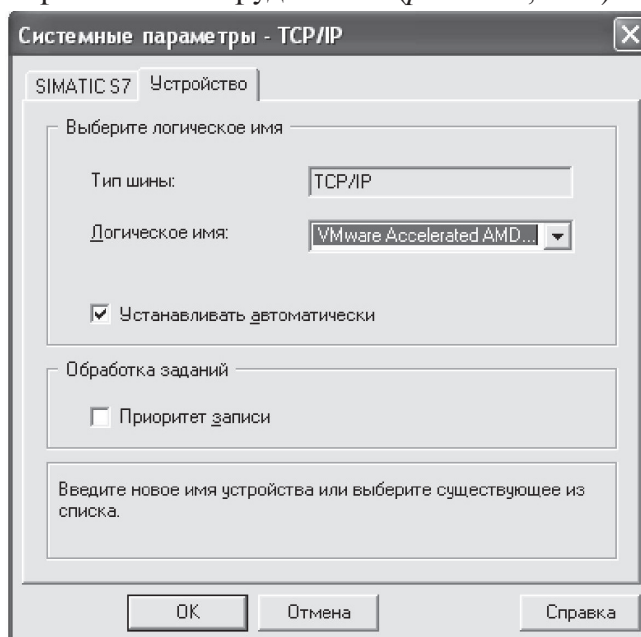 Системные параметры - TCP/IP
SIMATIC S7 Устройство
Выберите логическое имя
Тип шины: TCP/IP
Логическое имя: VMware Accelerated AMD...
Устанавливать автоматически
Обработка заданий
Приоритет записи
Введите новое имя устройства или выберите существующее из
списка.
ОК Отмена Справка